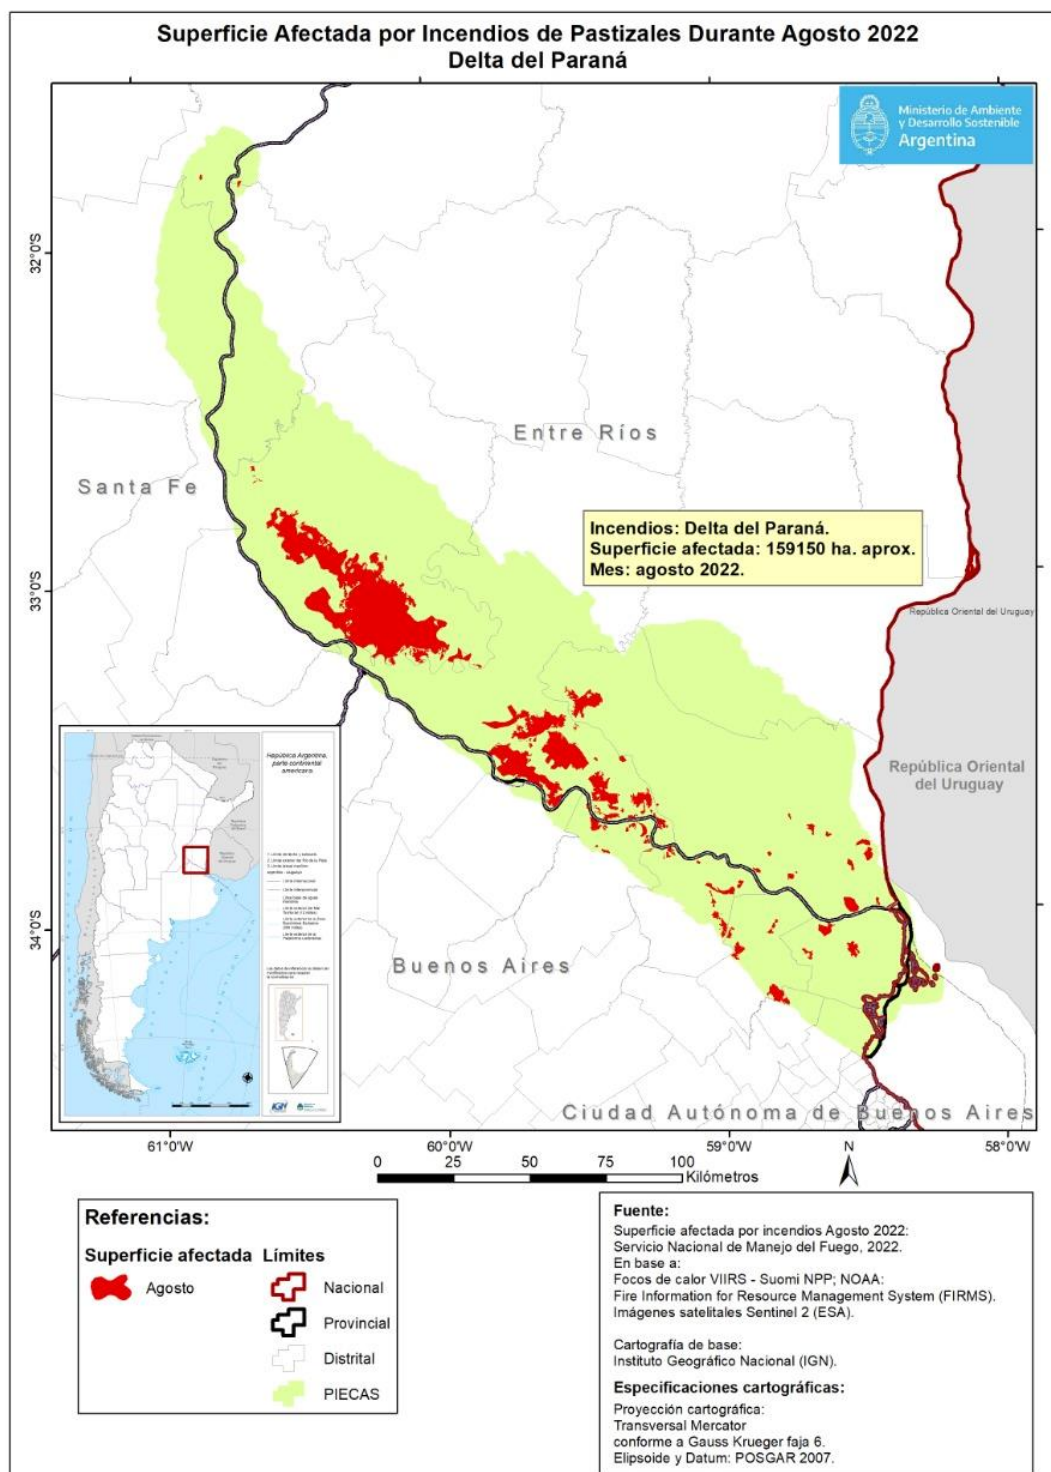 Superficie Afectada por Incendios de Pastizales Durante Agosto 2022
Delta del Paraná
Ministerio de Ambiente
y Desarrollo Sostenible
Argentina
32°0'S
33°0'S
34°0'S
Entre Ríos
Santa Fe
Incendios: Delta del Paraná.
Superficie afectada: 159150 ha. aprox.
Mes: agosto 2022.
República Oriental del Uruguay
República Oriental
del Uruguay
República Argentina,
parte continental
americana
IGN
Buenos Aires
Ciudad Autónoma de Buenos Aires
61°0'W
60°0'W
59°0'W
58°0'W
N
0 25 50 75 100
Kilómetros
Referencias:
Superficie afectada
Agosto
Límites
Nacional
Provincial
Distrital
PIECAS
Fuente:
Superficie afectada por incendios Agosto 2022:
Servicio Nacional de Manejo del Fuego, 2022.
En base a:
Focos de calor VIIRS - Suomi NPP; NOAA:
Fire Information for Resource Management System (FIRMS).
Imágenes satelitales Sentinel 2 (ESA).
Cartografía de base:
Instituto Geográfico Nacional (IGN).
Especificaciones cartográficas:
Proyección cartográfica:
Transversal Mercator
conforme a Gauss Krueger faja 6.
Elipsoide y Datum: POSGAR 2007.